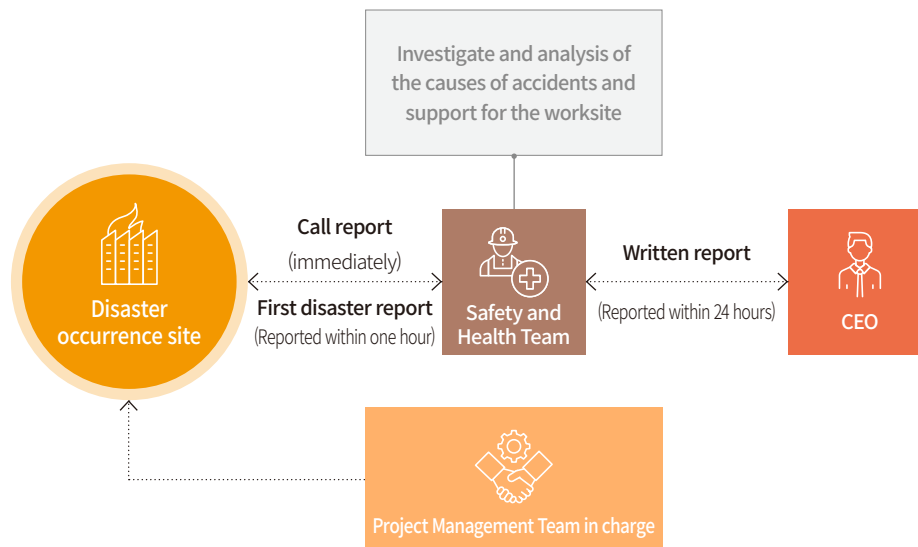 Investigate and analysis of
the causes of accidents and
support for the worksite
Disaster
occurrence site
Call report
(immediately)
First disaster report
(Reported within one hour)
Safety and
Health Team
Written report
(Reported within 24 hours)
CEO
Project Management Team in charge